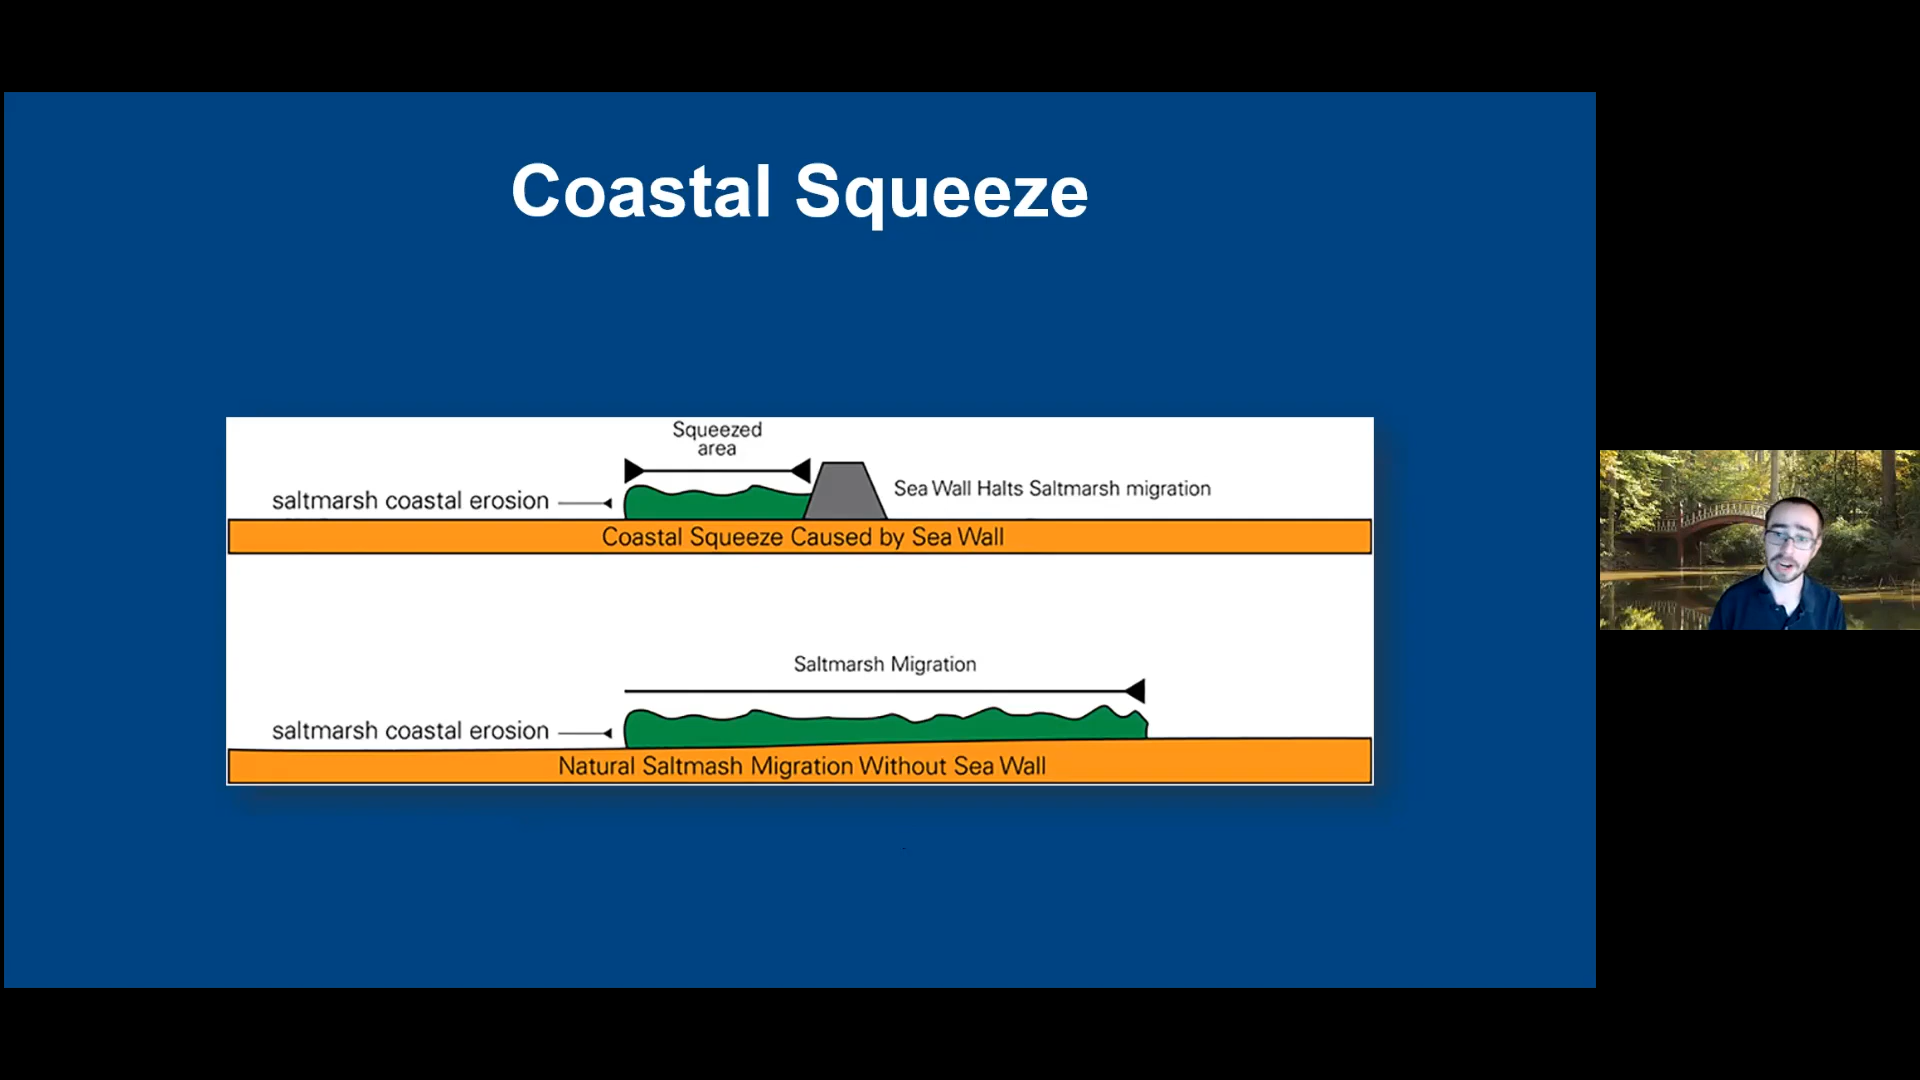 Coastal Squeeze
Squeezed
area
saltmarsh coastal erosion
Sea Wall Halts Saltmarsh migration
Coastal Squeeze Caused by Sea Wall
Saltmarsh Migration
saltmarsh coastal erosion
Natural Saltmash Migration Without Sea Wall